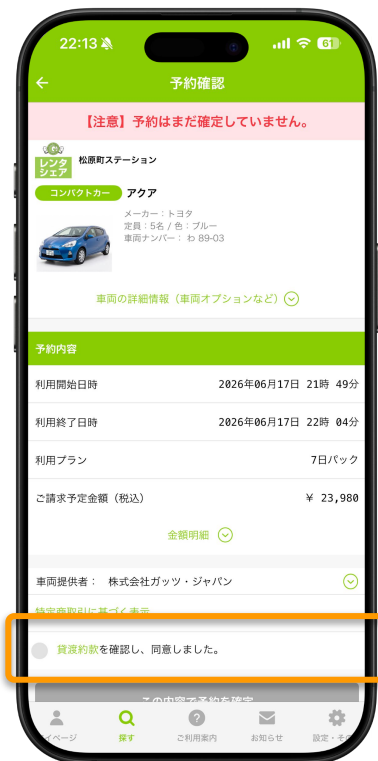 22:13
61
予約確認
【注意】予約はまだ確定していません。
レンタ
シェア
松原町ステーション
コンパクトカー アクア
メーカー：トヨタ
定員：5名 / 色：ブルー
車両ナンバー： わ 89-03
車両の詳細情報（車両オプションなど）
予約内容
利用開始日時 2026年06月17日 21時 49分
利用終了日時 2026年06月17日 22時 04分
利用プラン 7日パック
ご請求予定金額（税込） ¥ 23,980
金額明細
車両提供者： 株式会社ガッツ・ジャパン
特定商取引に基づく表示
貸渡約款を確認し、同意しました。
この内容で予約を確定
マイページ 探す ご利用案内 お知らせ 設定・その